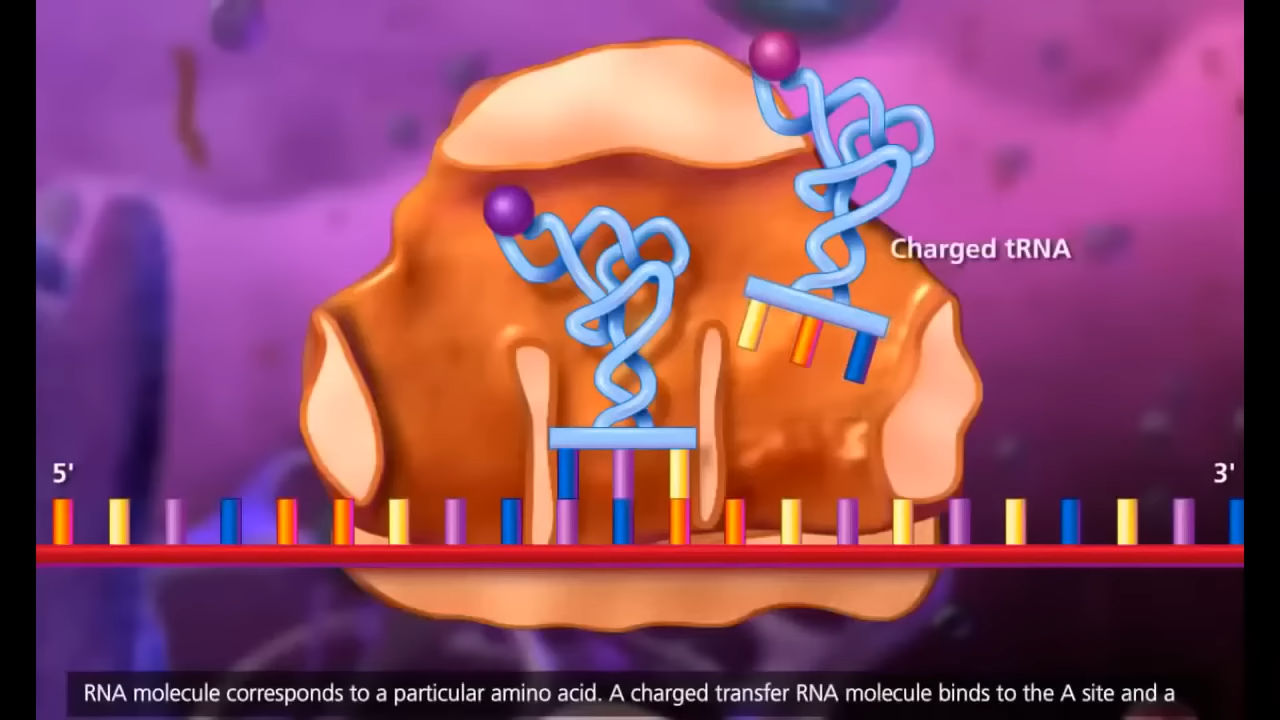 Charged tRNA
5'
3'
RNA molecule corresponds to a particular amino acid. A charged transfer RNA molecule binds to the A site and a